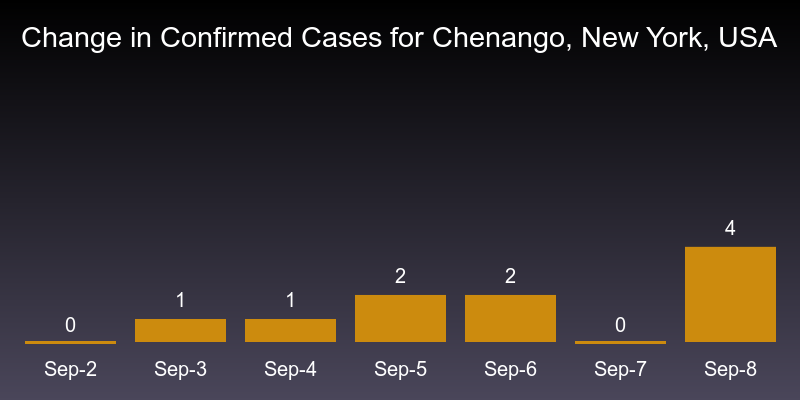 Change in Confirmed Cases for Chenango, New York, USA
0 1 1 2 2 0 4
Sep-2 Sep-3 Sep-4 Sep-5 Sep-6 Sep-7 Sep-8